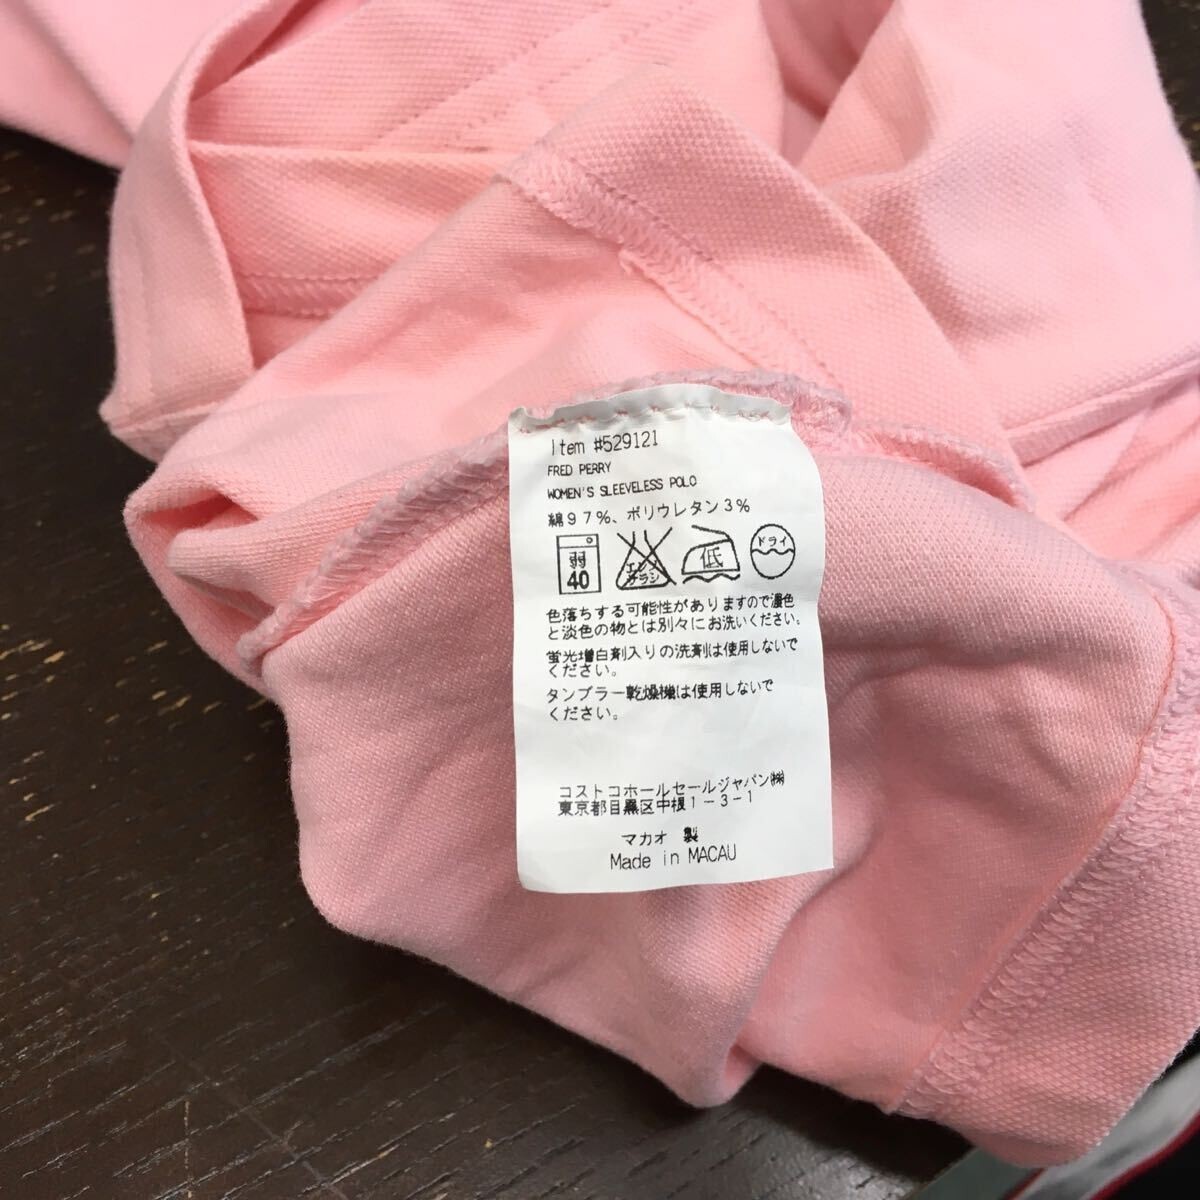 Item #529121
FRED PERRY
WOMEN'S SLEEVELESS POLO
綿97%、ポリウレタン3%
弱 40 エンソ サラシ 低 ドライ
色落ちする可能性がありますので濃色
と淡色の物とは別々にお洗いください。
蛍光増白剤入りの洗剤は使用しないで
ください。
タンブラー乾燥機は使用しないで
ください。
コストコホールセールジャパン㈱
東京都目黒区中根1-3-1
マカオ 製
Made in MACAU